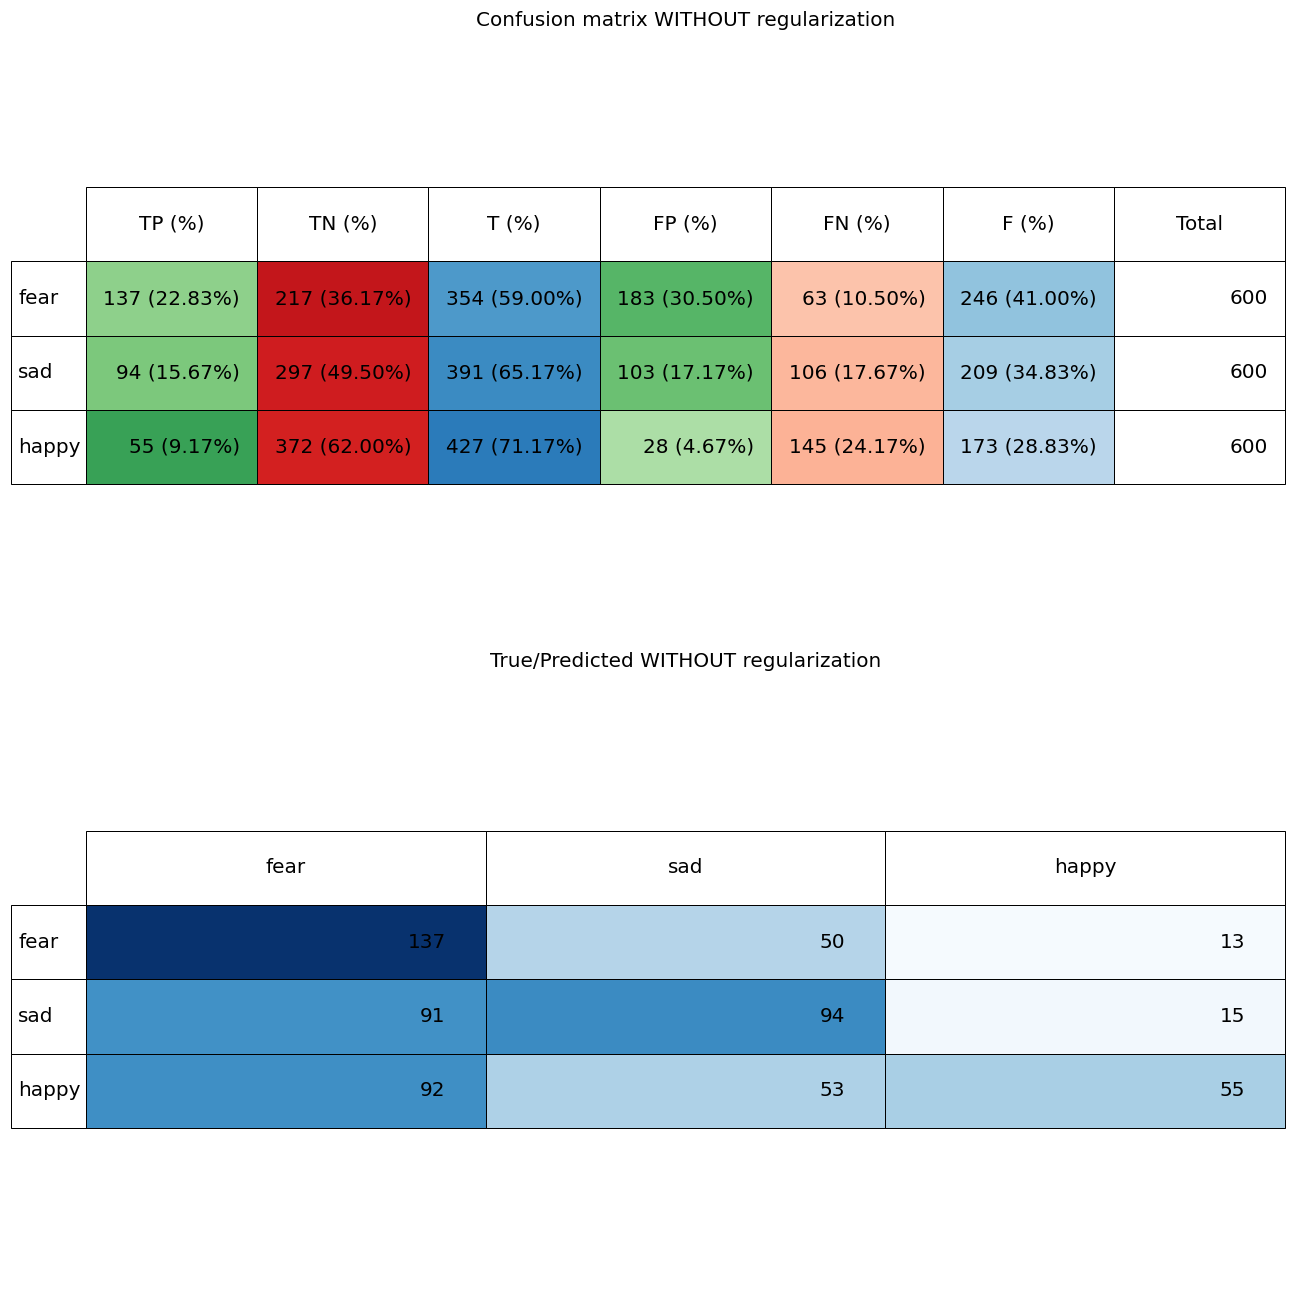 Confusion matrix WITHOUT regularization
TP (%) TN (%) T (%) FP (%) FN (%) F (%) Total
fear 137 (22.83%) 217 (36.17%) 354 (59.00%) 183 (30.50%) 63 (10.50%) 246 (41.00%) 600
sad 94 (15.67%) 297 (49.50%) 391 (65.17%) 103 (17.17%) 106 (17.67%) 209 (34.83%) 600
happy 55 (9.17%) 372 (62.00%) 427 (71.17%) 28 (4.67%) 145 (24.17%) 173 (28.83%) 600
True/Predicted WITHOUT regularization
fear sad happy
fear 137 50 13
sad 91 94 15
happy 92 53 55